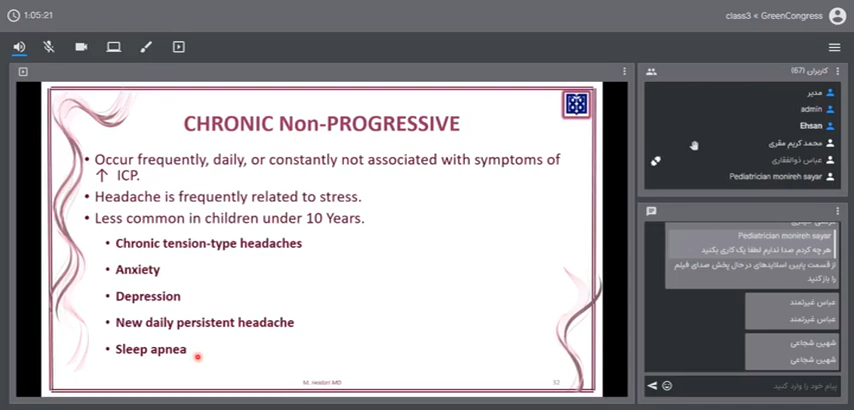 1:05:21
class3 < GreenCongress
CHRONIC Non-PROGRESSIVE
• Occur frequently, daily, or constantly not associated with symptoms of
↑ ICP.
• Headache is frequently related to stress.
• Less common in children under 10 Years.
• Chronic tension-type headaches
• Anxiety
• Depression
• New daily persistent headache
• Sleep apnea
32
کاربران (67)
مدیر
admin
Ehsan
محمد کریم مقری
عباس ذوالفقاری
Pediatrician monireh sayar
Pediatrician monireh sayar
هر چه کردم صدا ندارم لطفا یک کاری بکنید
از قسمت پایین اسلایدهای در حال پخش صدای فیلم
را باز کنید
عباس غیرتمند
عباس غیرتمند
شهین شجاعی
شهین شجاعی
پیام خود را وارد کنید